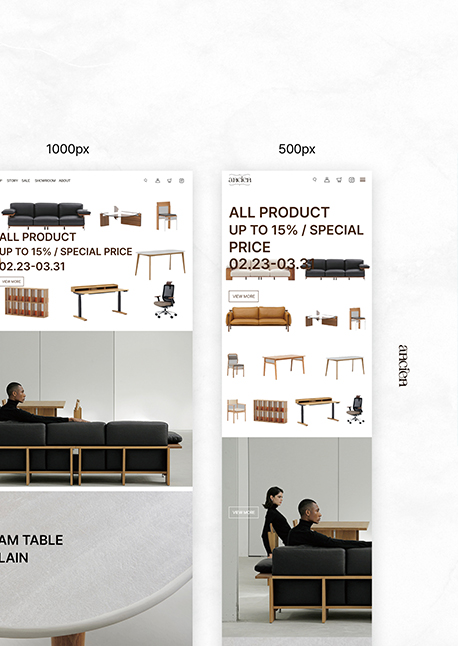 1000px
500px
STORY SALE SHOWROOM ABOUT
ALL PRODUCT
UP TO 15% / SPECIAL PRICE
02.23-03.31
VIEW MORE
AM TABLE
LAIN
ancien
ALL PRODUCT
UP TO 15% / SPECIAL
PRICE
02.23-03.31
VIEW MORE
VIEW MORE
ancien